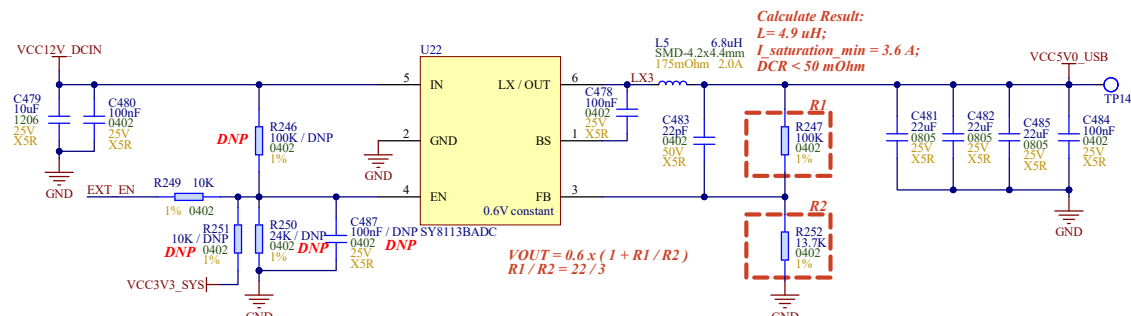 Calculate Result:
L= 4.9 uH;
I_saturation_min = 3.6 A;
DCR < 50 mOhm
VCC12V_DCIN
U22
L5 6.8uH
SMD-4.2x4.4mm
175mOhm 2.0A
VCC5V0_USB
5 IN
LX / OUT 6
LX3
TP14
C479
10uF
1206
25V
X5R
C480
100nF
0402
25V
X5R
R246
100K / DNP
0402
1%
DNP
2 GND
GND
BS 1
C478
100nF
0402
25V
X5R
C483
22pF
0402
50V
X5R
R1
R247
100K
0402
1%
C481
22uF
0805
25V
X5R
C482
22uF
0805
25V
X5R
C485
22uF
0805
25V
X5R
C484
100nF
0402
25V
X5R
GND
GND
EXT_EN
R249 10K
1% 0402
4 EN
FB 3
0.6V constant
SY8113BADC
R251
10K / DNP
0402
1%
DNP
R250
24K / DNP
0402
1%
DNP
C487
100nF / DNP
0402
25V
X5R
DNP
R2
R252
13.7K
0402
1%
VOUT = 0.6 x ( 1 + R1 / R2 )
R1 / R2 = 22 / 3
VCC3V3_SYS
GND
GND